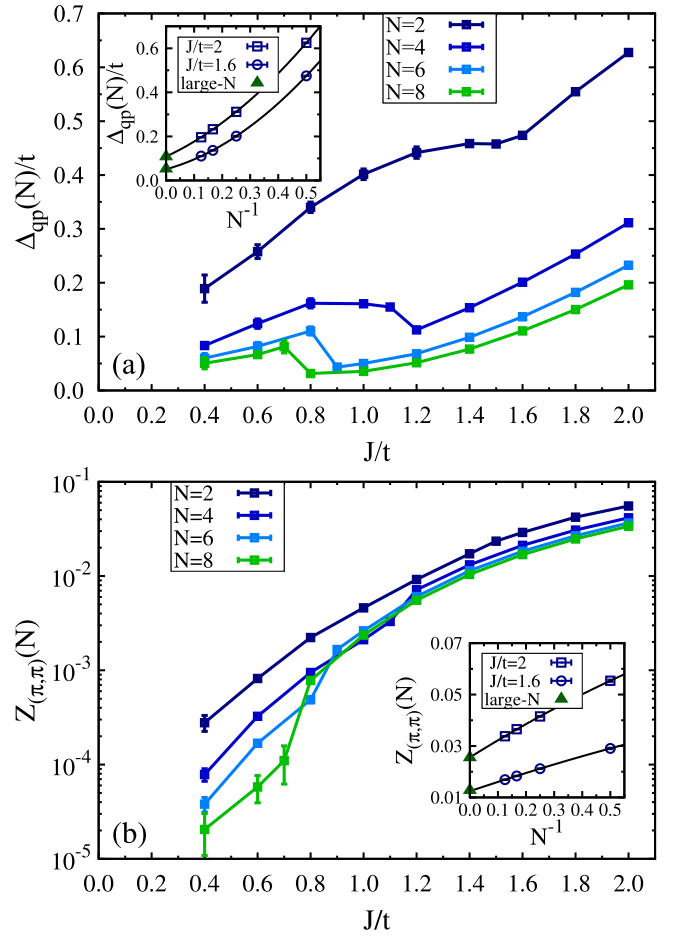 (a)
Δqp(N)/t
0.0 0.1 0.2 0.3 0.4 0.5 0.6 0.7
N=2
N=4
N=6
N=8
J/t=2
J/t=1.6
large-N
Δqp(N)/t
0.0 0.2 0.4 0.6
0.0 0.1 0.2 0.3 0.4 0.5
N⁻¹
0.0 0.2 0.4 0.6 0.8 1.0 1.2 1.4 1.6 1.8 2.0
J/t
(b)
Z(π,π)(N)
10⁻¹
10⁻²
10⁻³
10⁻⁴
10⁻⁵
N=2
N=4
N=6
N=8
J/t=2
J/t=1.6
large-N
Z(π,π)(N)
0.07
0.05
0.03
0.01
0.0 0.1 0.2 0.3 0.4 0.5
N⁻¹
0.0 0.2 0.4 0.6 0.8 1.0 1.2 1.4 1.6 1.8 2.0
J/t